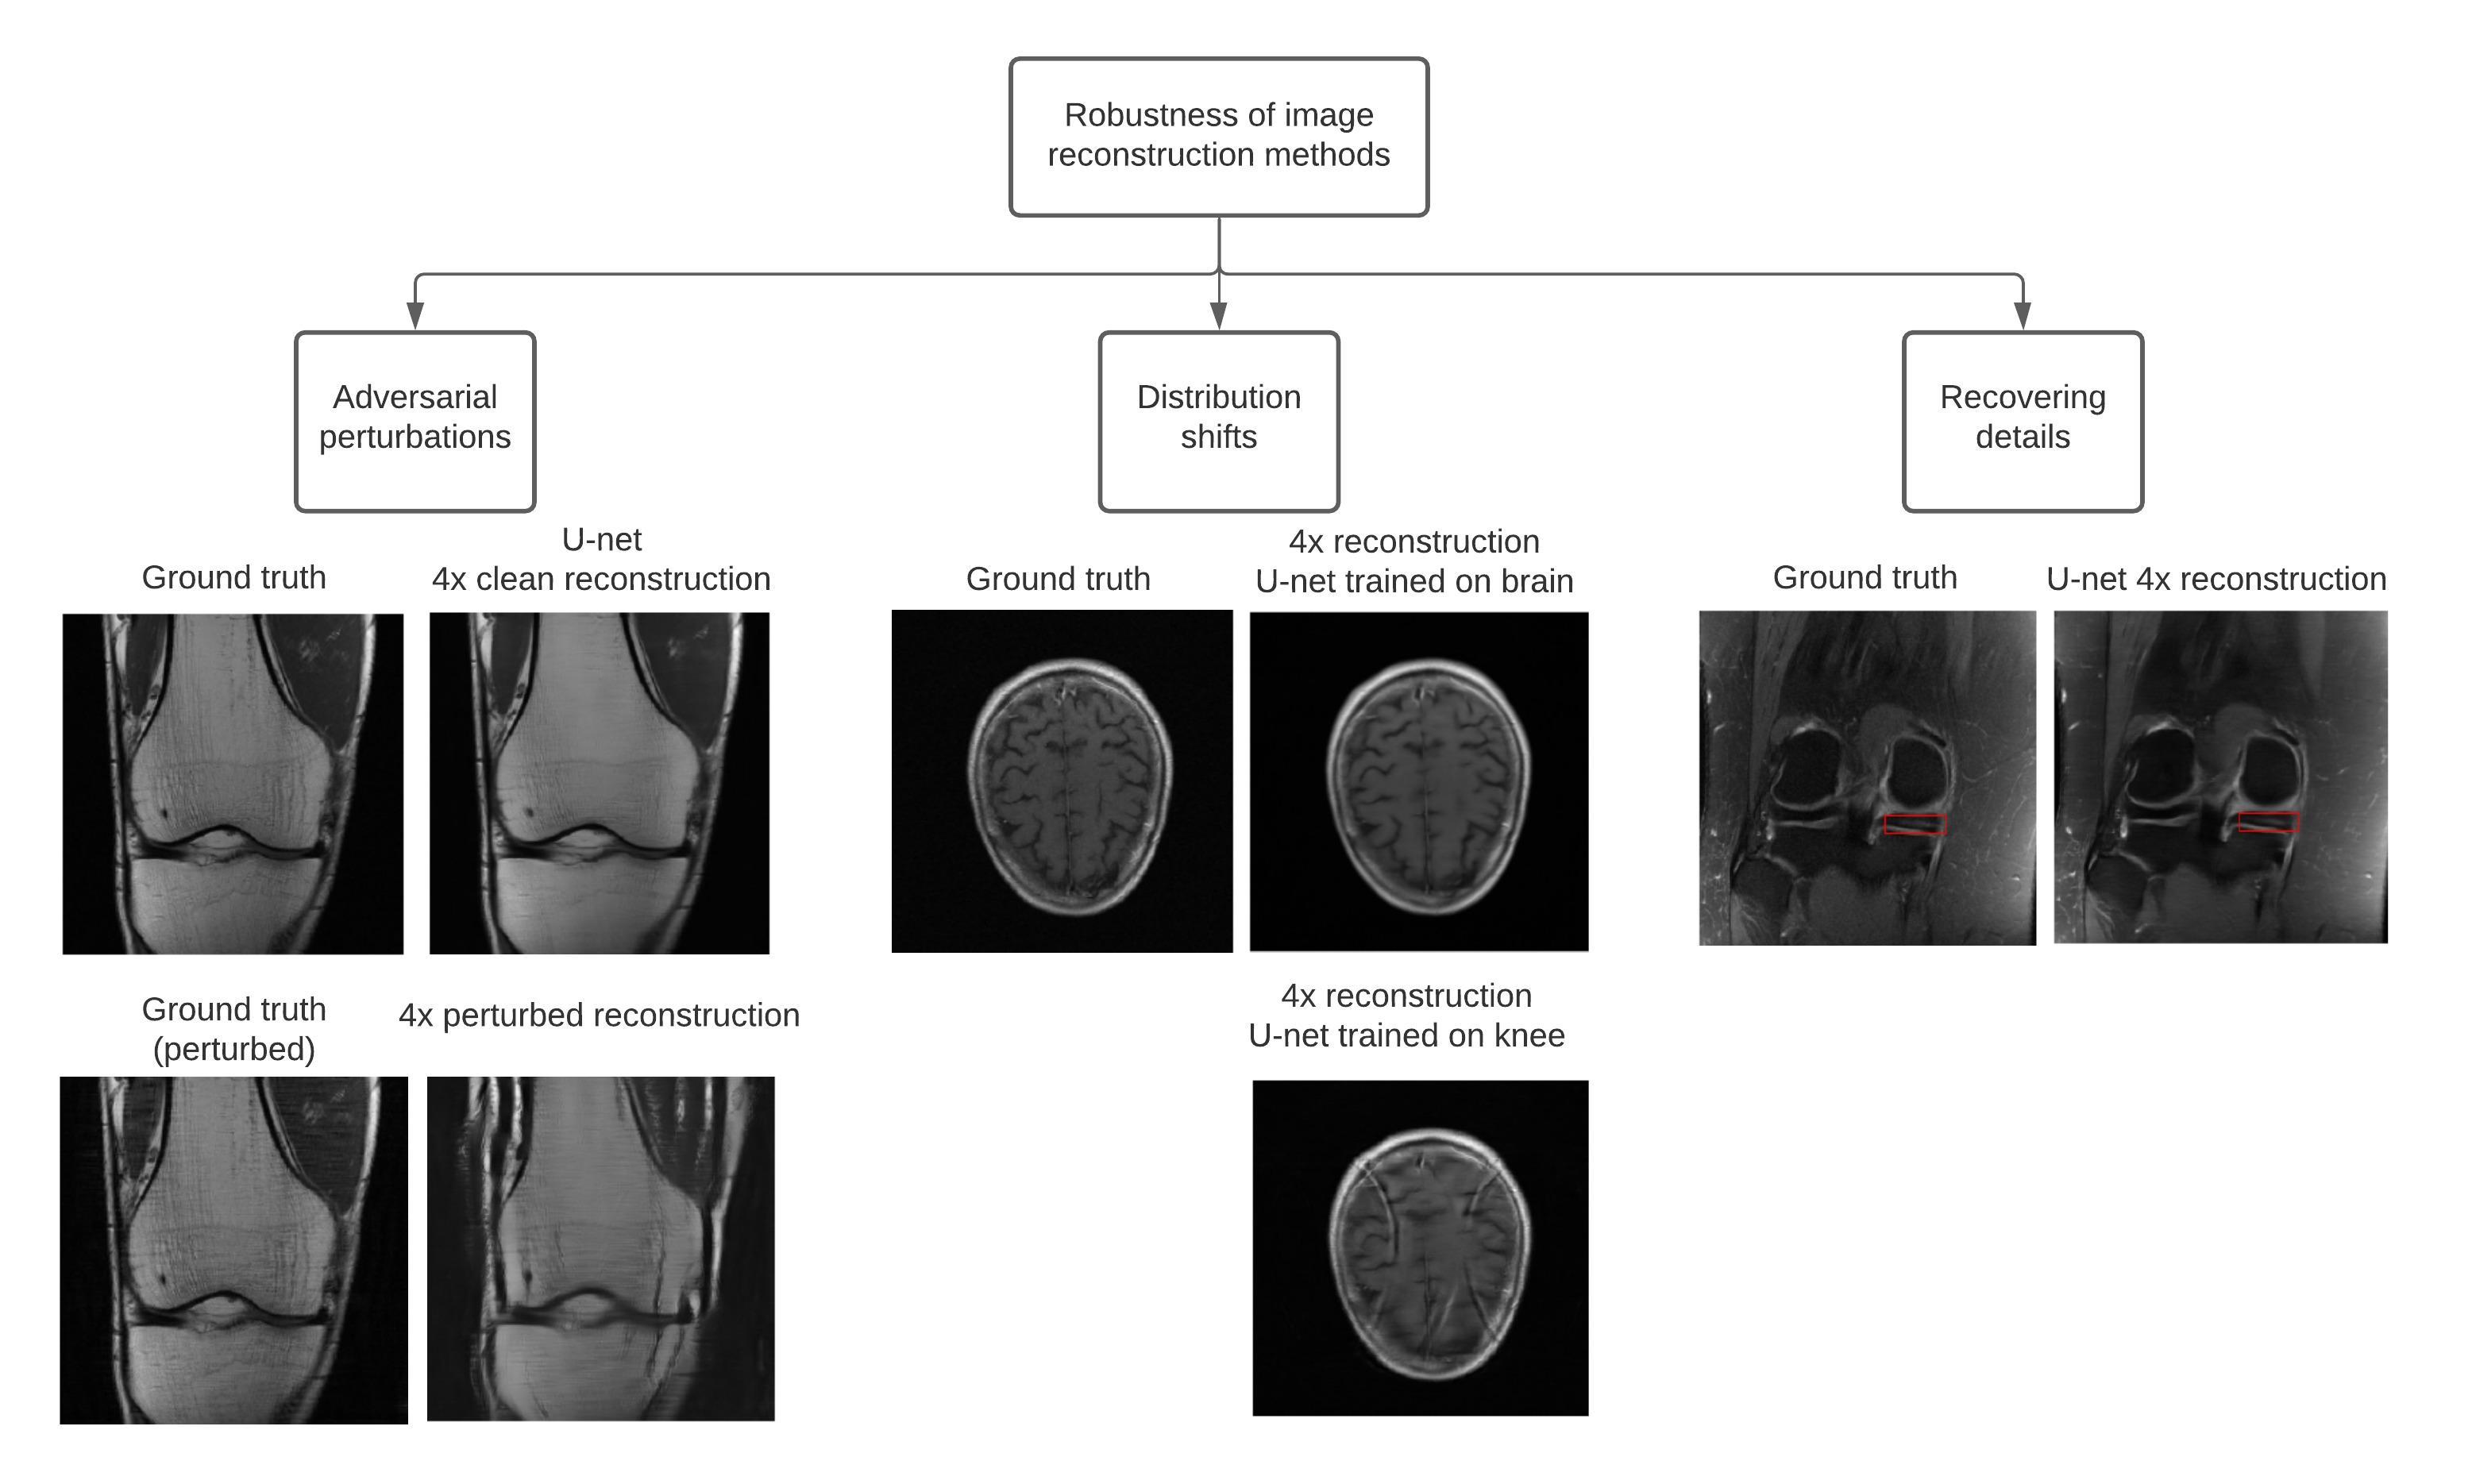 Robustness of image
reconstruction methods
Adversarial
perturbations
Distribution
shifts
Recovering
details
Ground truth
U-net
4x clean reconstruction
Ground truth
(perturbed)
4x perturbed reconstruction
Ground truth
4x reconstruction
U-net trained on brain
4x reconstruction
U-net trained on knee
Ground truth
U-net 4x reconstruction